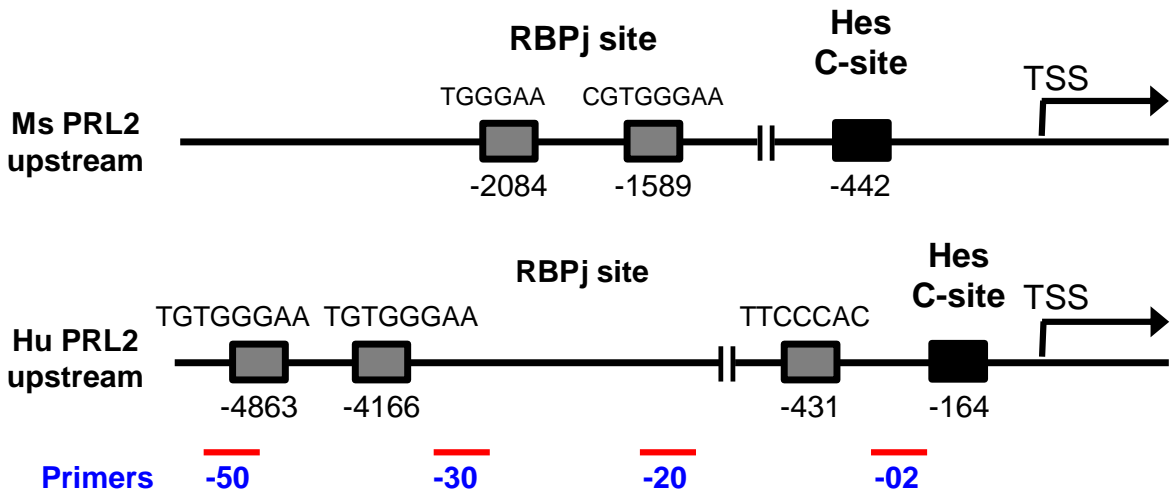 RBPj site
Hes
C-site
TSS
TGGGAA CGTGGGAA
Ms PRL2
upstream
-2084 -1589 -442
RBPj site
Hes
C-site
TSS
TGTGGGAA TGTGGGAA TTCCCAC
Hu PRL2
upstream
-4863 -4166 -431 -164
Primers -50 -30 -20 -02